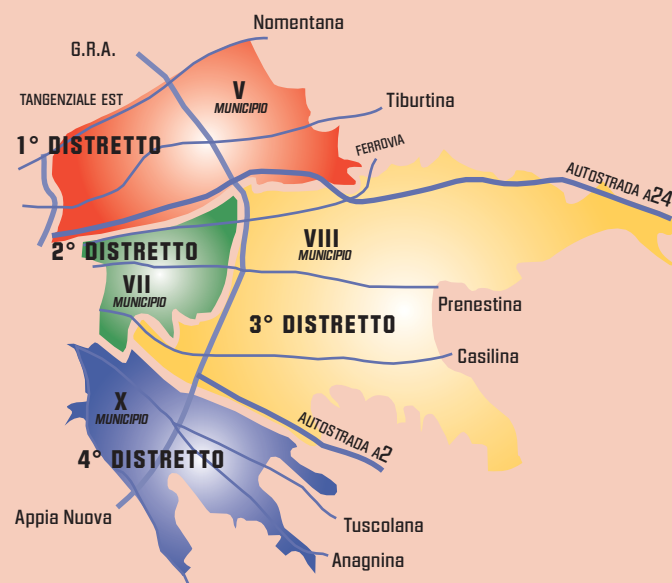 Nomentana
G.R.A.
TANGENZIALE EST
V
MUNICIPIO
Tiburtina
1° DISTRETTO
FERROVIA
AUTOSTRADA A24
2° DISTRETTO
VIII
MUNICIPIO
VII
MUNICIPIO
Prenestina
3° DISTRETTO
Casilina
X
MUNICIPIO
AUTOSTRADA A2
4° DISTRETTO
Appia Nuova
Tuscolana
Anagnina